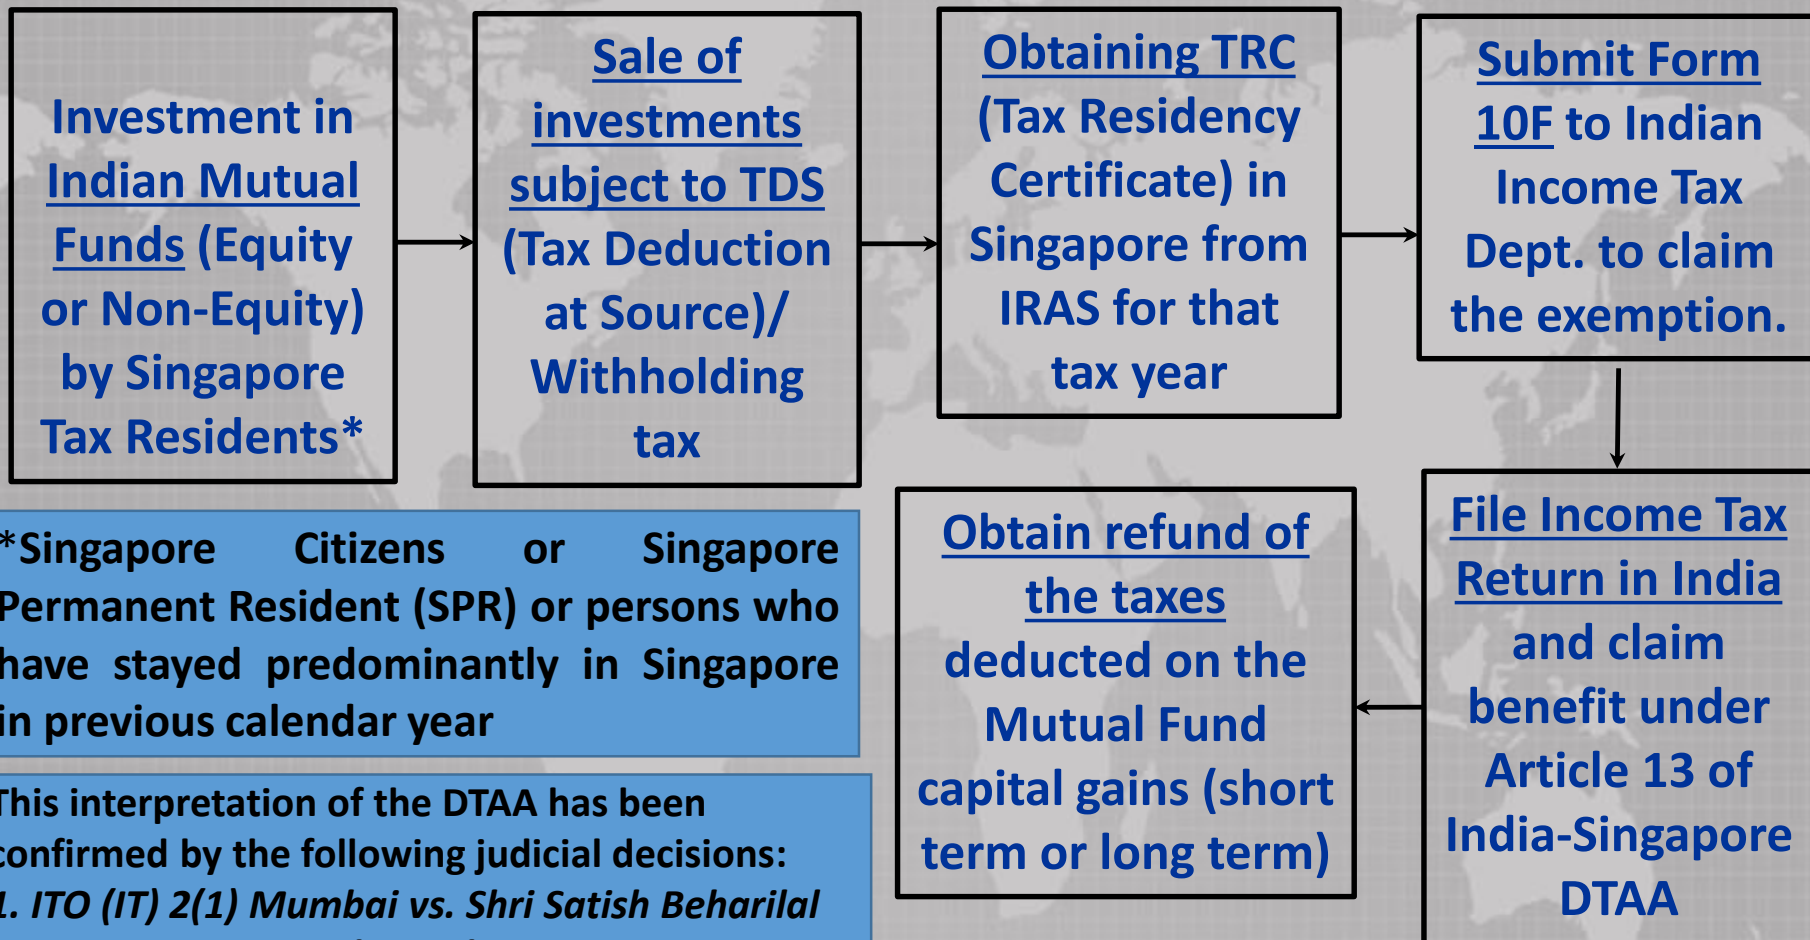 Investment in
Indian Mutual
Funds (Equity
or Non-Equity)
by Singapore
Tax Residents*
Sale of
investments
subject to TDS
(Tax Deduction
at Source)/
Withholding
tax
Obtaining TRC
(Tax Residency
Certificate) in
Singapore from
IRAS for that
tax year
Submit Form
10F to Indian
Income Tax
Dept. to claim
the exemption.
File Income Tax
Return in India
and claim
benefit under
Article 13 of
India-Singapore
DTAA
Obtain refund of
the taxes
deducted on the
Mutual Fund
capital gains (short
term or long term)
*Singapore Citizens or Singapore
Permanent Resident (SPR) or persons who
have stayed predominantly in Singapore
in previous calendar year
This interpretation of the DTAA has been
confirmed by the following judicial decisions:
1. ITO (IT) 2(1) Mumbai vs. Shri Satish Beharilal